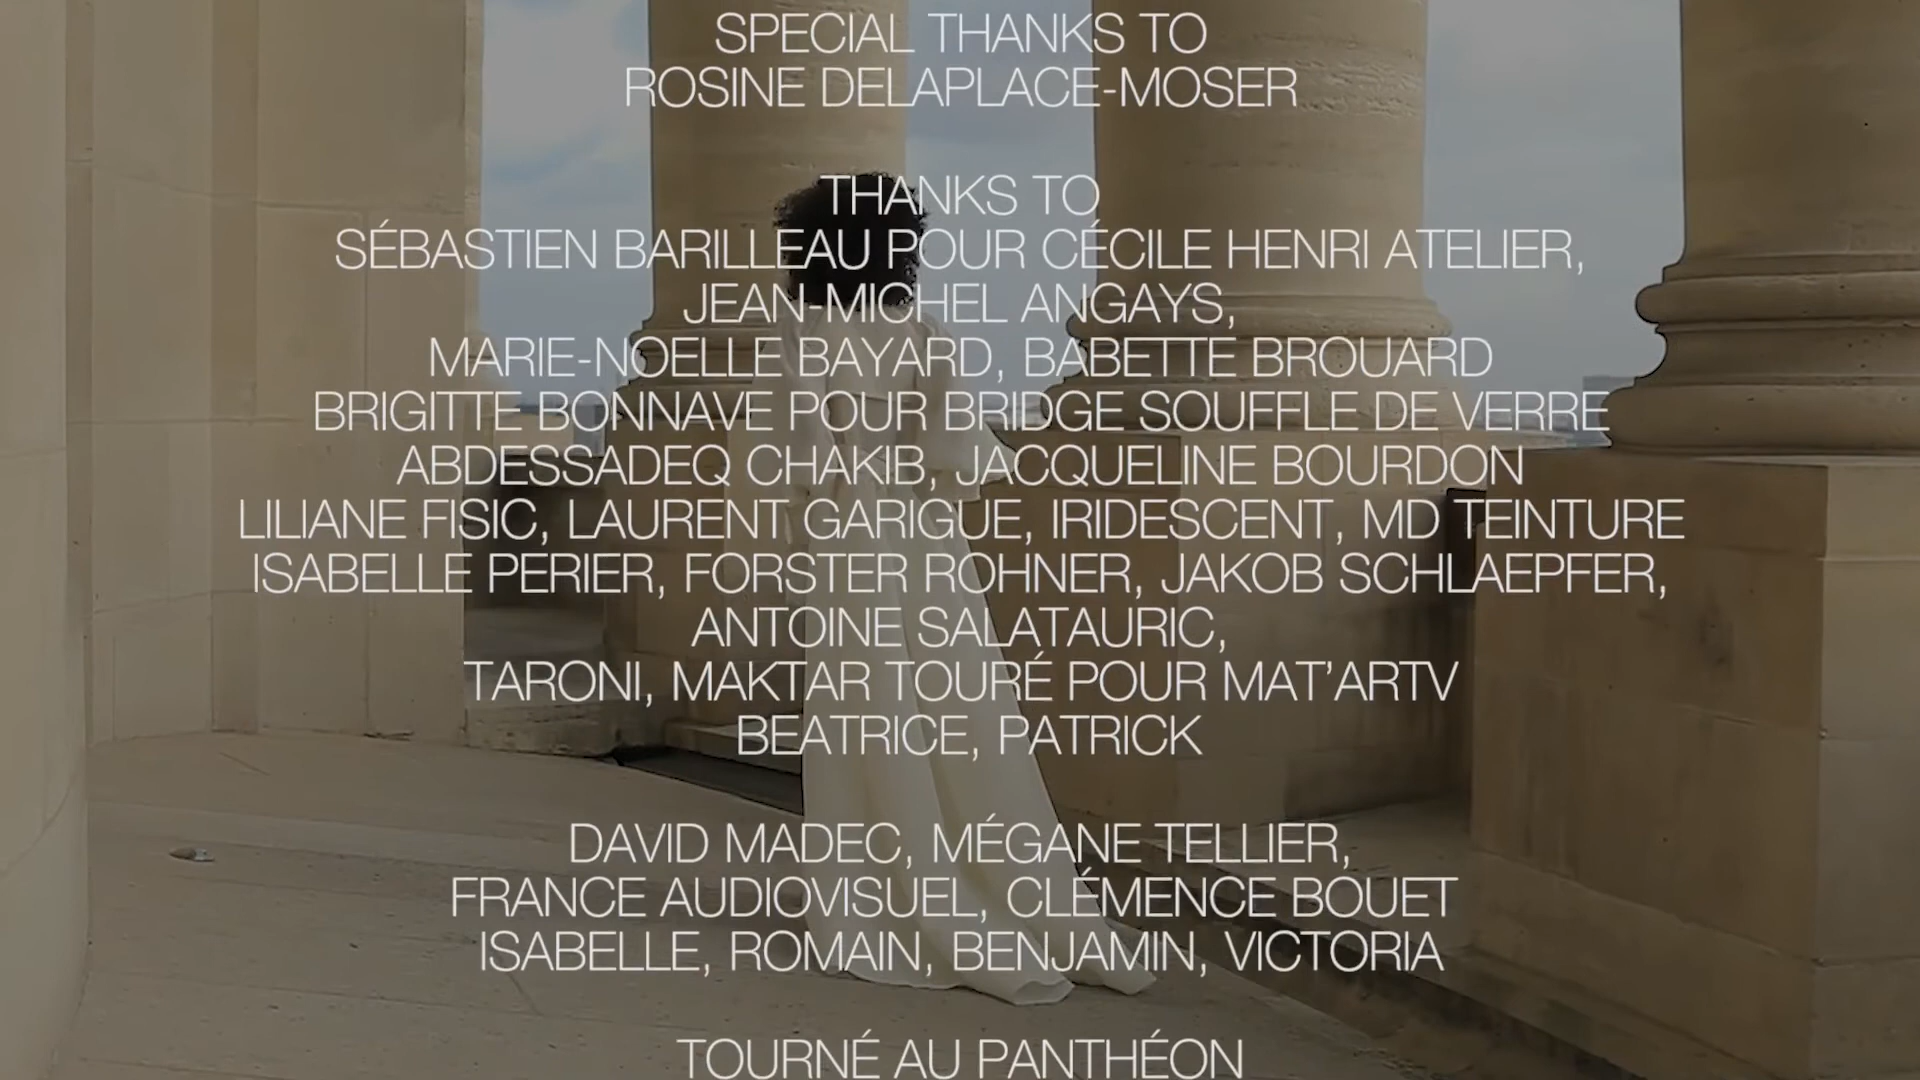 SPECIAL THANKS TO
ROSINE DELAPLACE-MOSER
THANKS TO
SÉBASTIEN BARILLEAU POUR CÉCILE HENRI ATELIER,
JEAN-MICHEL ANGAYS,
MARIE-NOELLE BAYARD, BABETTE BROUARD
BRIGITTE BONNAVE POUR BRIDGE SOUFFLE DE VERRE
ABDESSADEQ CHAKIB, JACQUELINE BOURDON
LILIANE FISIC, LAURENT GARIGUE, IRIDESCENT, MD TEINTURE
ISABELLE PERIER, FORSTER ROHNER, JAKOB SCHLAEPFER,
ANTOINE SALATAURIC,
TARONI, MAKTAR TOURÉ POUR MAT’ARTV
BEATRICE, PATRICK
DAVID MADEC, MÉGANE TELLIER,
FRANCE AUDIOVISUEL, CLÉMENCE BOUET
ISABELLE, ROMAIN, BENJAMIN, VICTORIA
TOURNÉ AU PANTHÉON